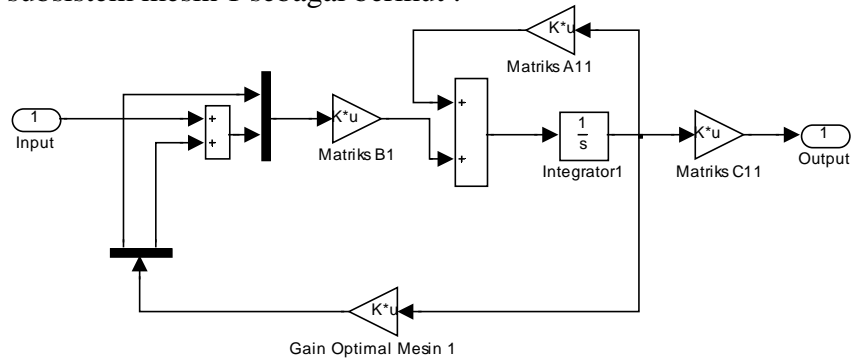 subsistem mesin 1 sebagai berikut :
K*u
Matriks A11
1
Input
+
+
K*u
Matriks B1
+
+
1
s
Integrator1
K*u
Matriks C11
1
Output
K*u
Gain Optimal Mesin 1